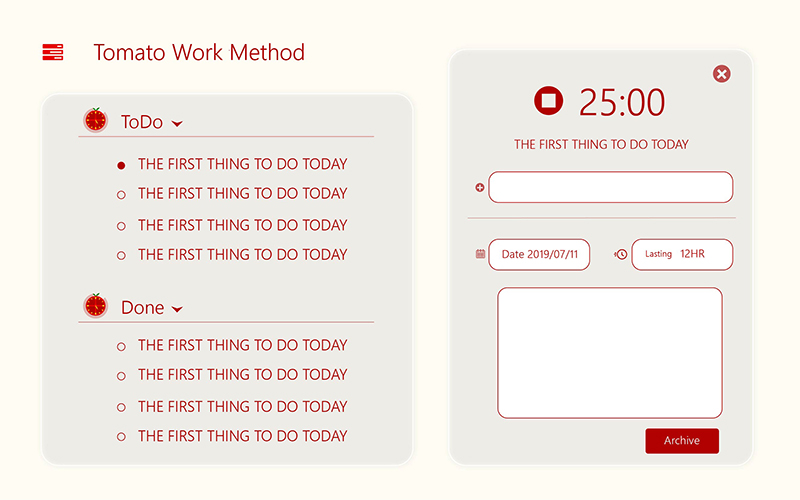 Tomato Work Method
ToDo
THE FIRST THING TO DO TODAY
THE FIRST THING TO DO TODAY
THE FIRST THING TO DO TODAY
THE FIRST THING TO DO TODAY
Done
THE FIRST THING TO DO TODAY
THE FIRST THING TO DO TODAY
THE FIRST THING TO DO TODAY
THE FIRST THING TO DO TODAY
25:00
THE FIRST THING TO DO TODAY
Date 2019/07/11
Lasting 12HR
Archive